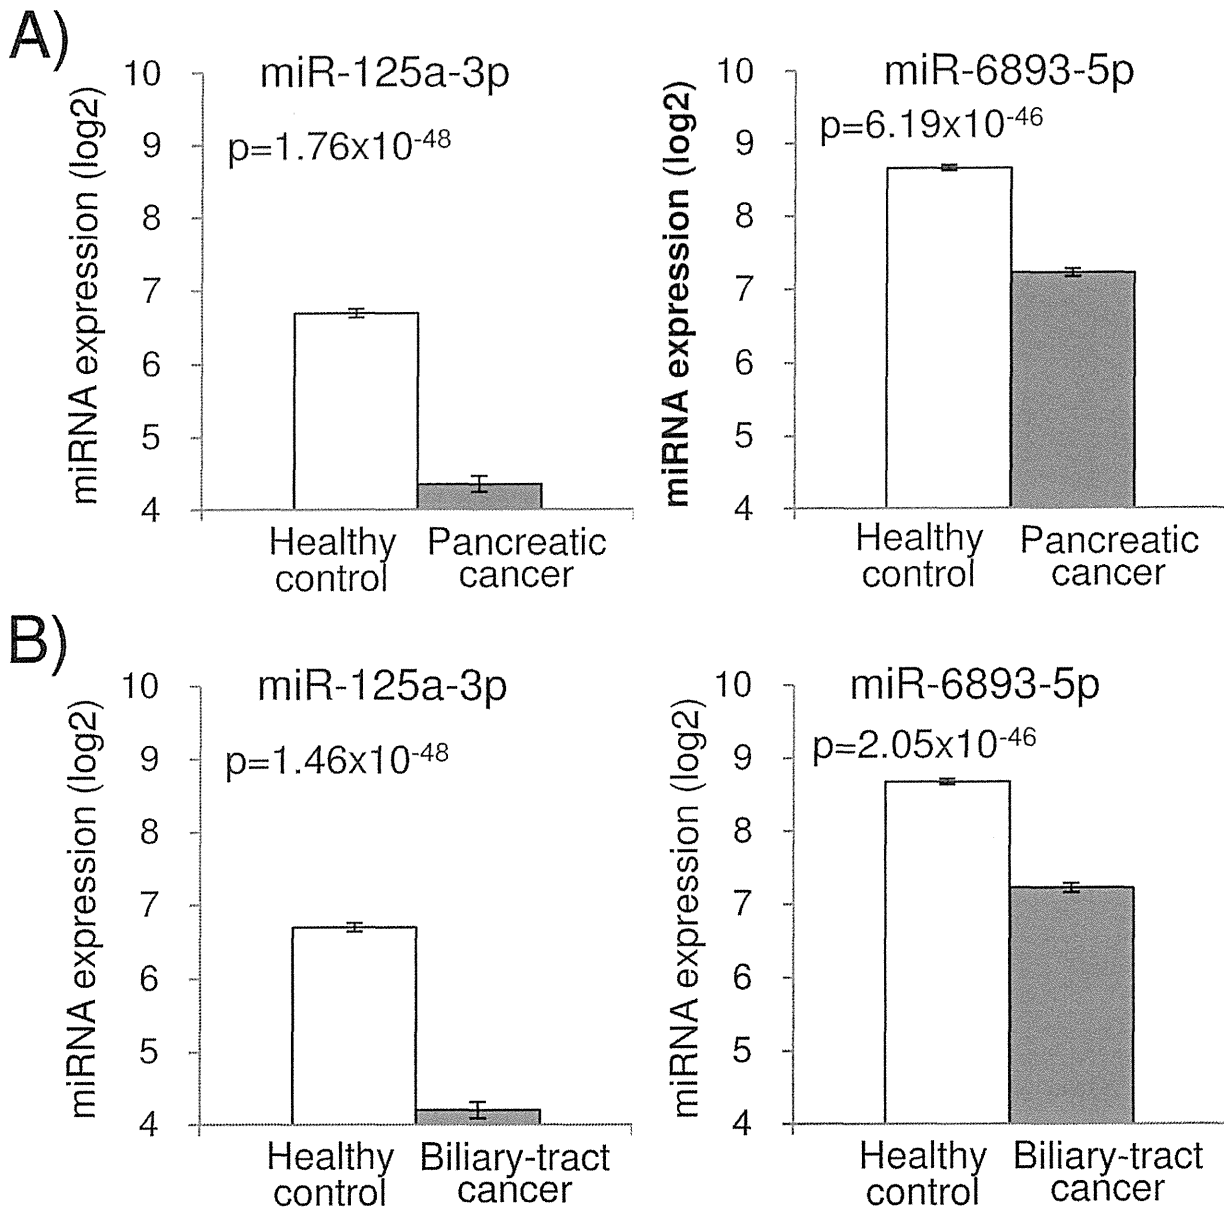 A)
miR-125a-3p
p=1.76x10-48
miRNA expression (log2)
10
9
8
7
6
5
4
Healthy control
Pancreatic cancer
miR-6893-5p
p=6.19x10-46
miRNA expression (log2)
10
9
8
7
6
5
4
Healthy control
Pancreatic cancer
B)
miR-125a-3p
p=1.46x10-48
miRNA expression (log2)
10
9
8
7
6
5
4
Healthy control
Biliary-tract cancer
miR-6893-5p
p=2.05x10-46
miRNA expression (log2)
10
9
8
7
6
5
4
Healthy control
Biliary-tract cancer